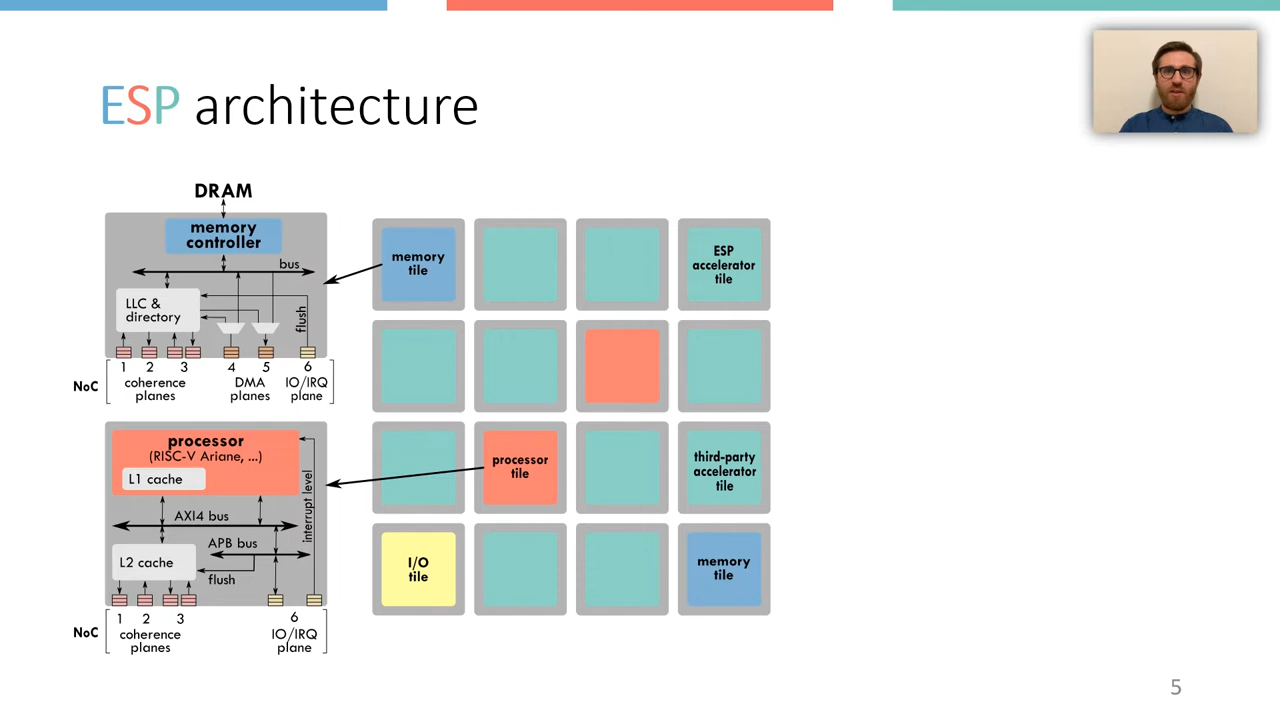 ESP architecture
DRAM
memory
controller
bus
LLC &
directory
flush
1 2 3 4 5 6
NoC
coherence
planes
DMA
planes
IO/IRQ
plane
processor
(RISC-V Ariane, ...)
L1 cache
interrupt level
AXI4 bus
APB bus
L2 cache
flush
1 2 3 6
NoC
coherence
planes
IO/IRQ
plane
memory
tile
ESP
accelerator
tile
processor
tile
third-party
accelerator
tile
I/O
tile
memory
tile
5